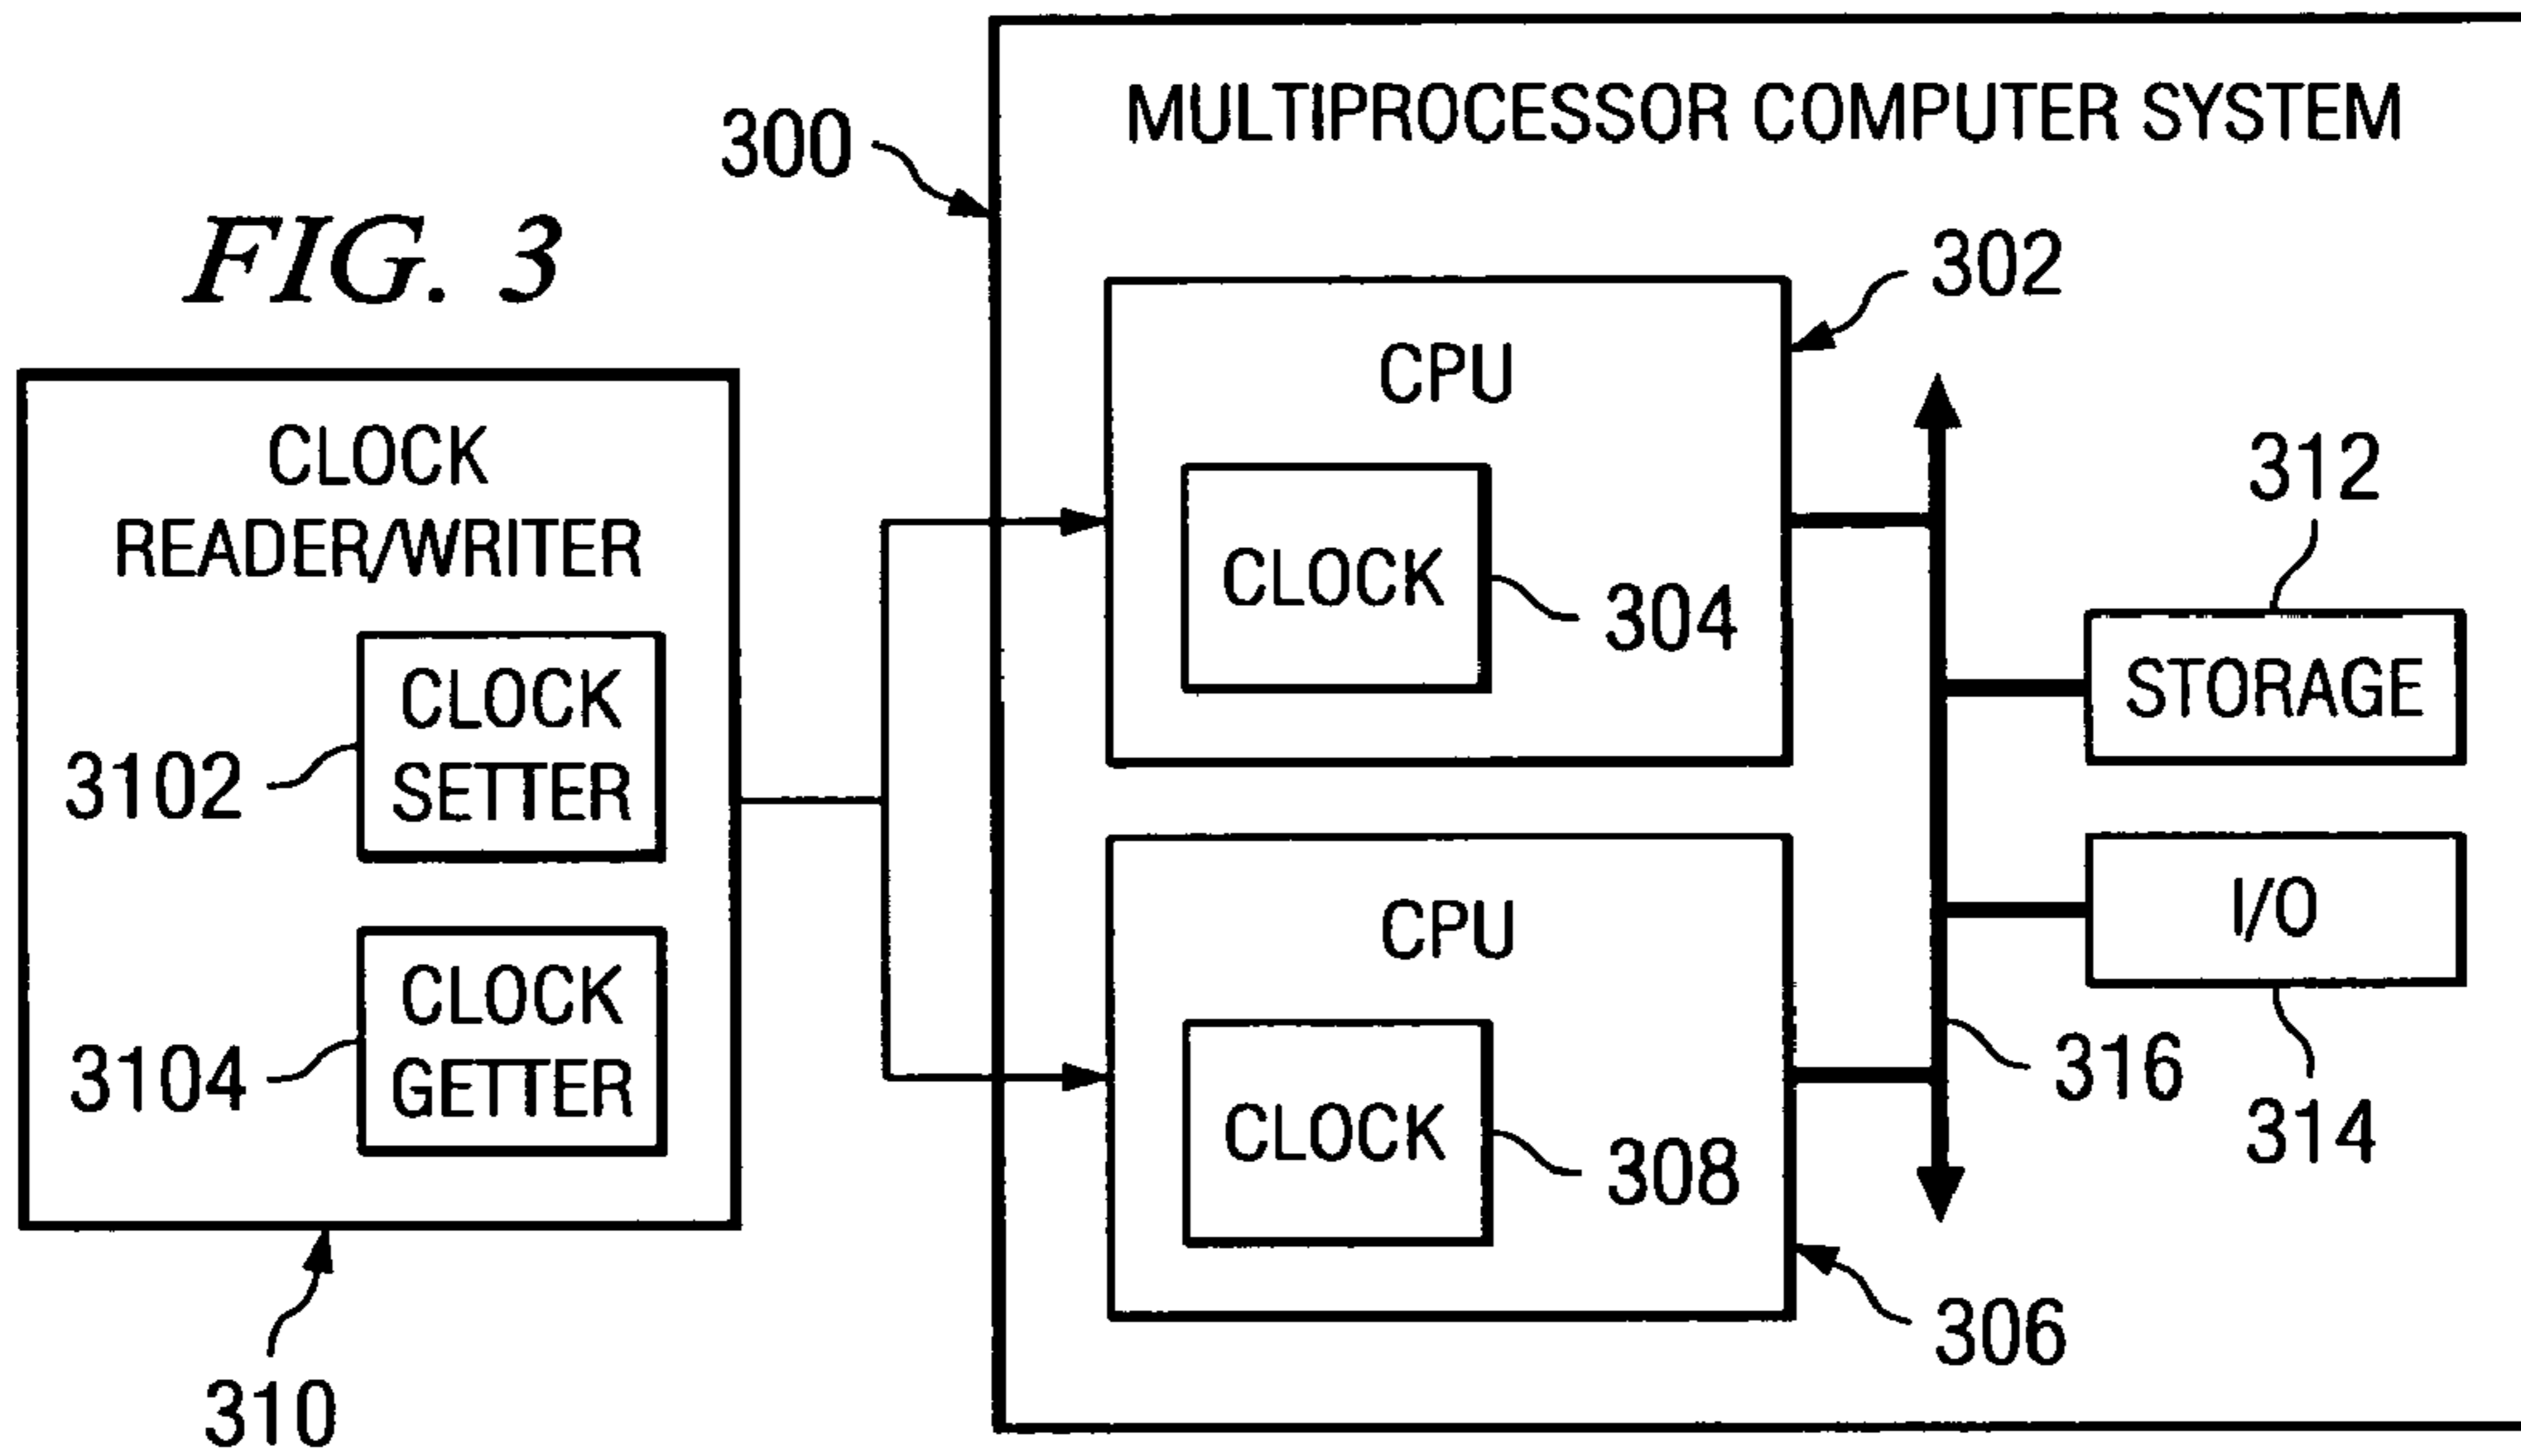 FIG. 3
300
MULTIPROCESSOR COMPUTER SYSTEM
302
CPU
CLOCK
304
CLOCK
READER/WRITER
CLOCK
SETTER
3102
CLOCK
GETTER
3104
310
312
STORAGE
I/O
314
316
CPU
CLOCK
308
306